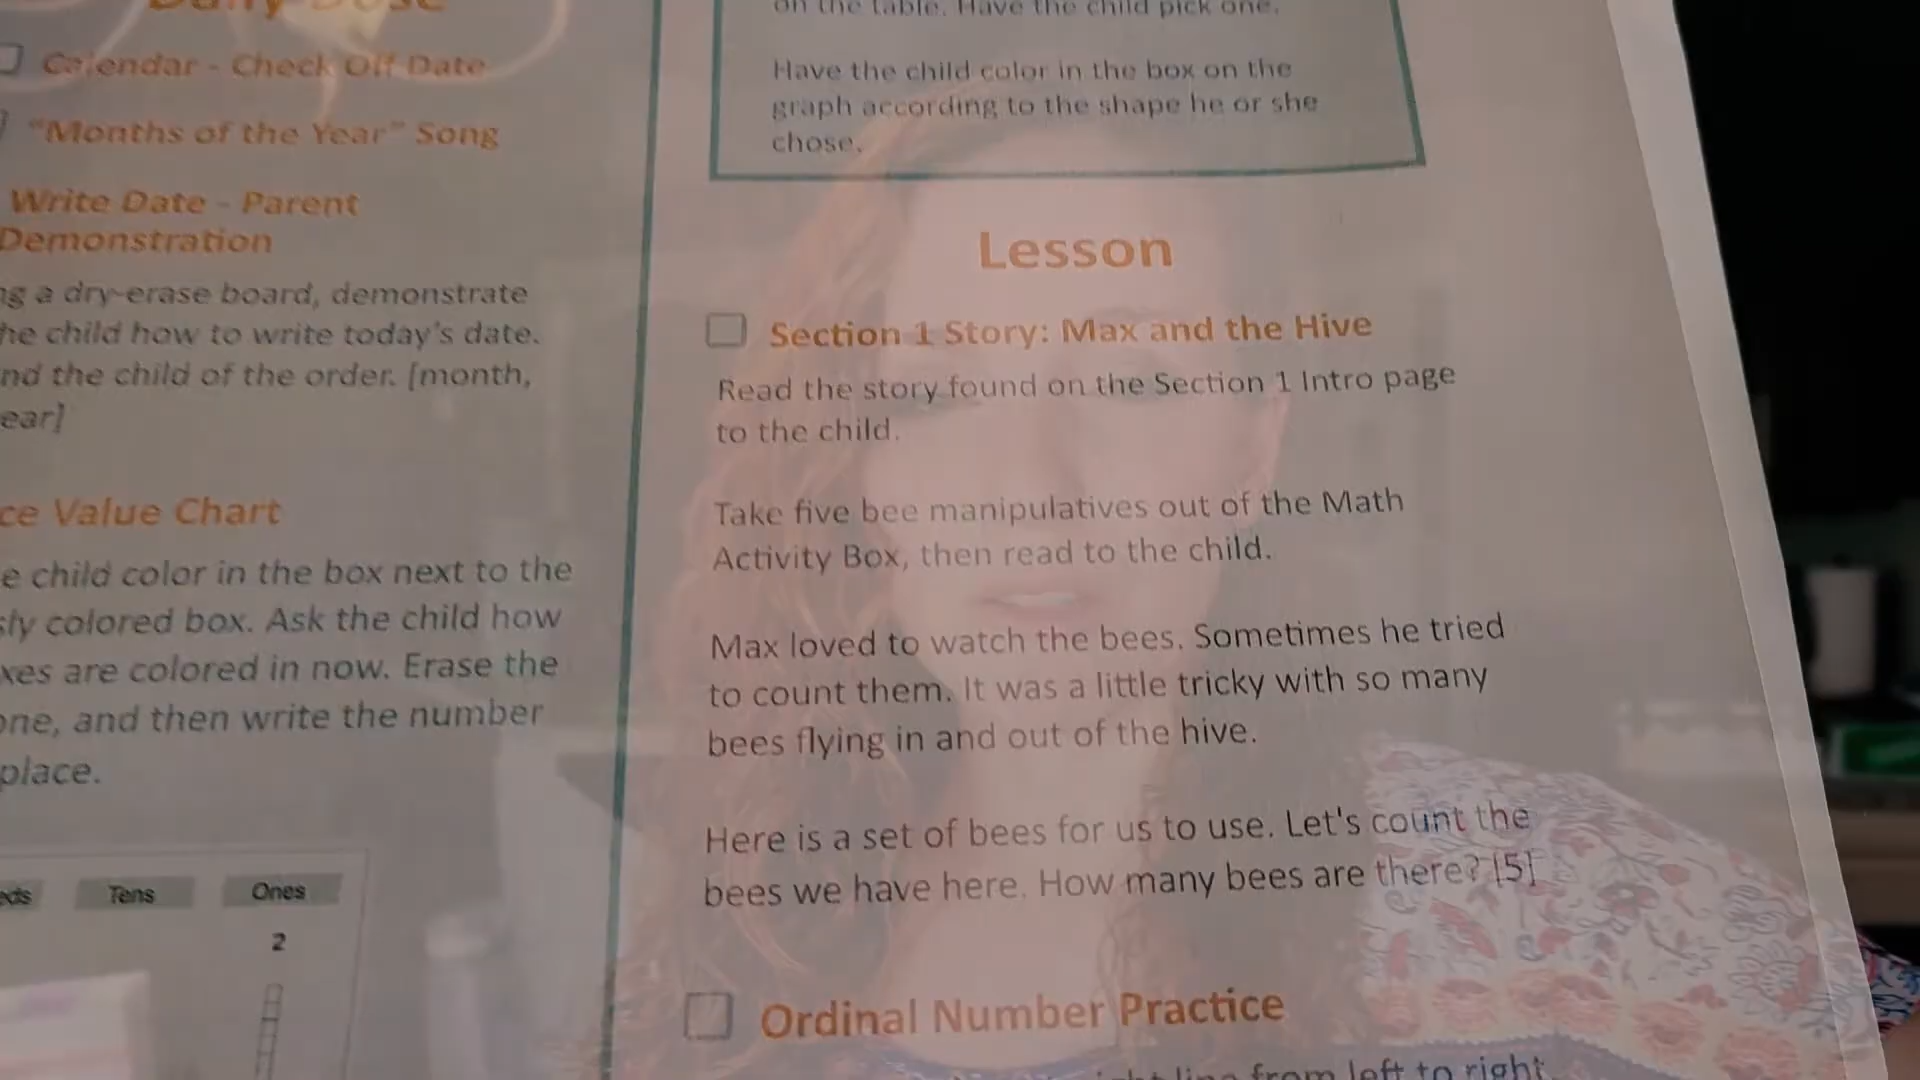 Daily Dose
Calendar - Check Off Date
"Months of the Year" Song
Write Date - Parent
Demonstration
a dry-erase board, demonstrate
child how to write today's date.
the child of the order. [month,
Value Chart
child color in the box next to the
colored box. Ask the child how
are colored in now. Erase the
and then write the number
place.
Tens Ones
2
on the table. Have the child pick one.
Have the child color in the box on the
graph according to the shape he or she
chose.
Lesson
Section 1 Story: Max and the Hive
Read the story found on the Section 1 Intro page
to the child.
Take five bee manipulatives out of the Math
Activity Box, then read to the child.
Max loved to watch the bees. Sometimes he tried
to count them. It was a little tricky with so many
bees flying in and out of the hive.
Here is a set of bees for us to use. Let's count the
bees we have here. How many bees are there? [5]
Ordinal Number Practice
line from left to right